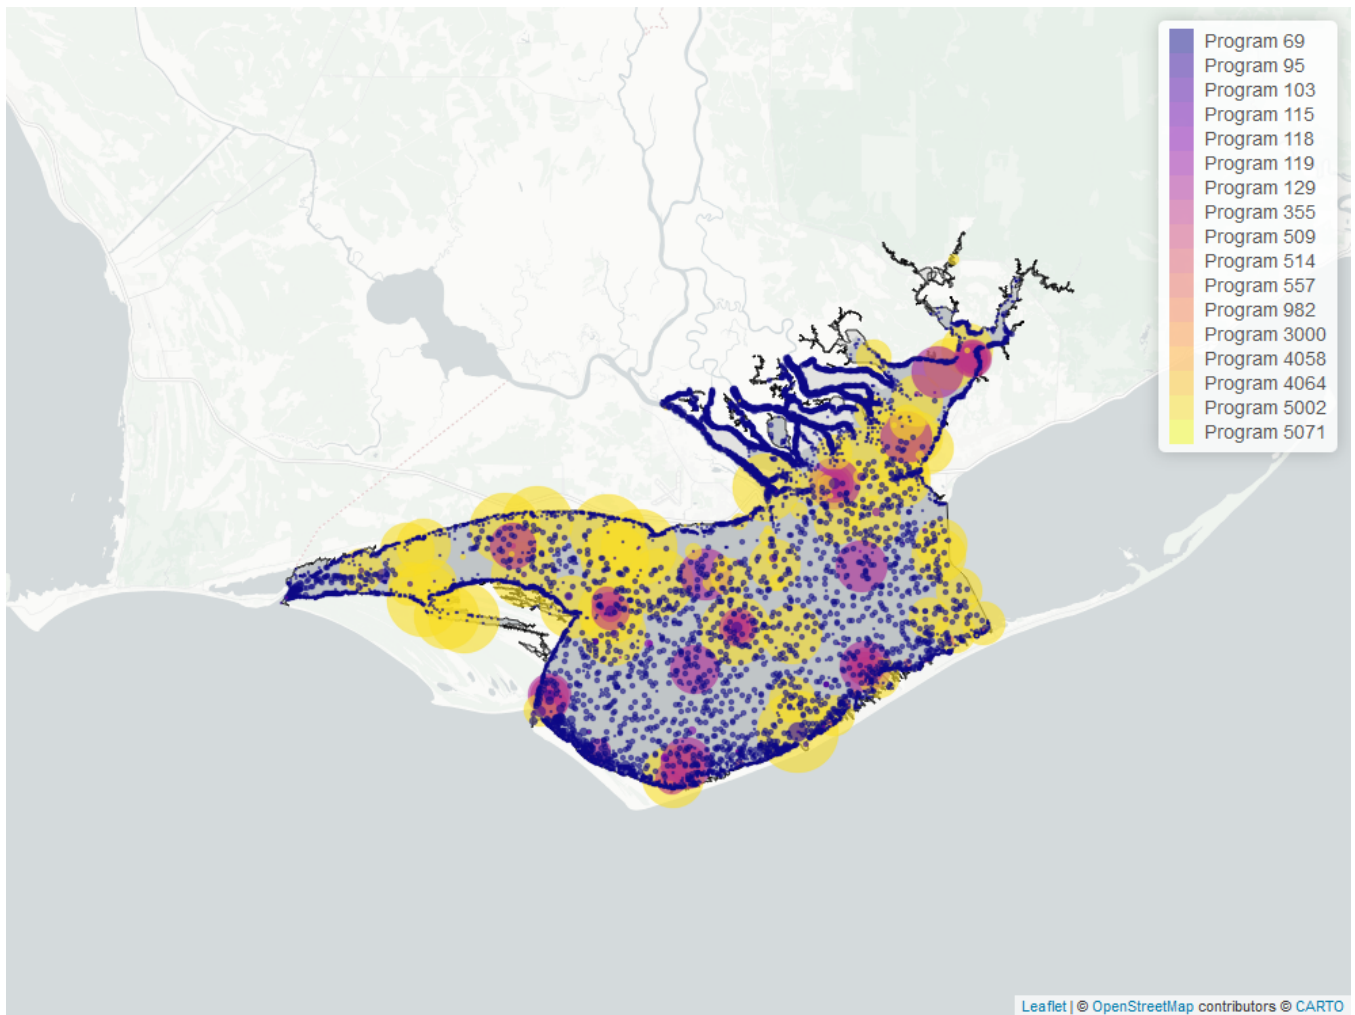 Program 69
Program 95
Program 103
Program 115
Program 118
Program 119
Program 129
Program 355
Program 509
Program 514
Program 557
Program 982
Program 3000
Program 4058
Program 4064
Program 5002
Program 5071
Leaflet | © OpenStreetMap contributors © CARTO